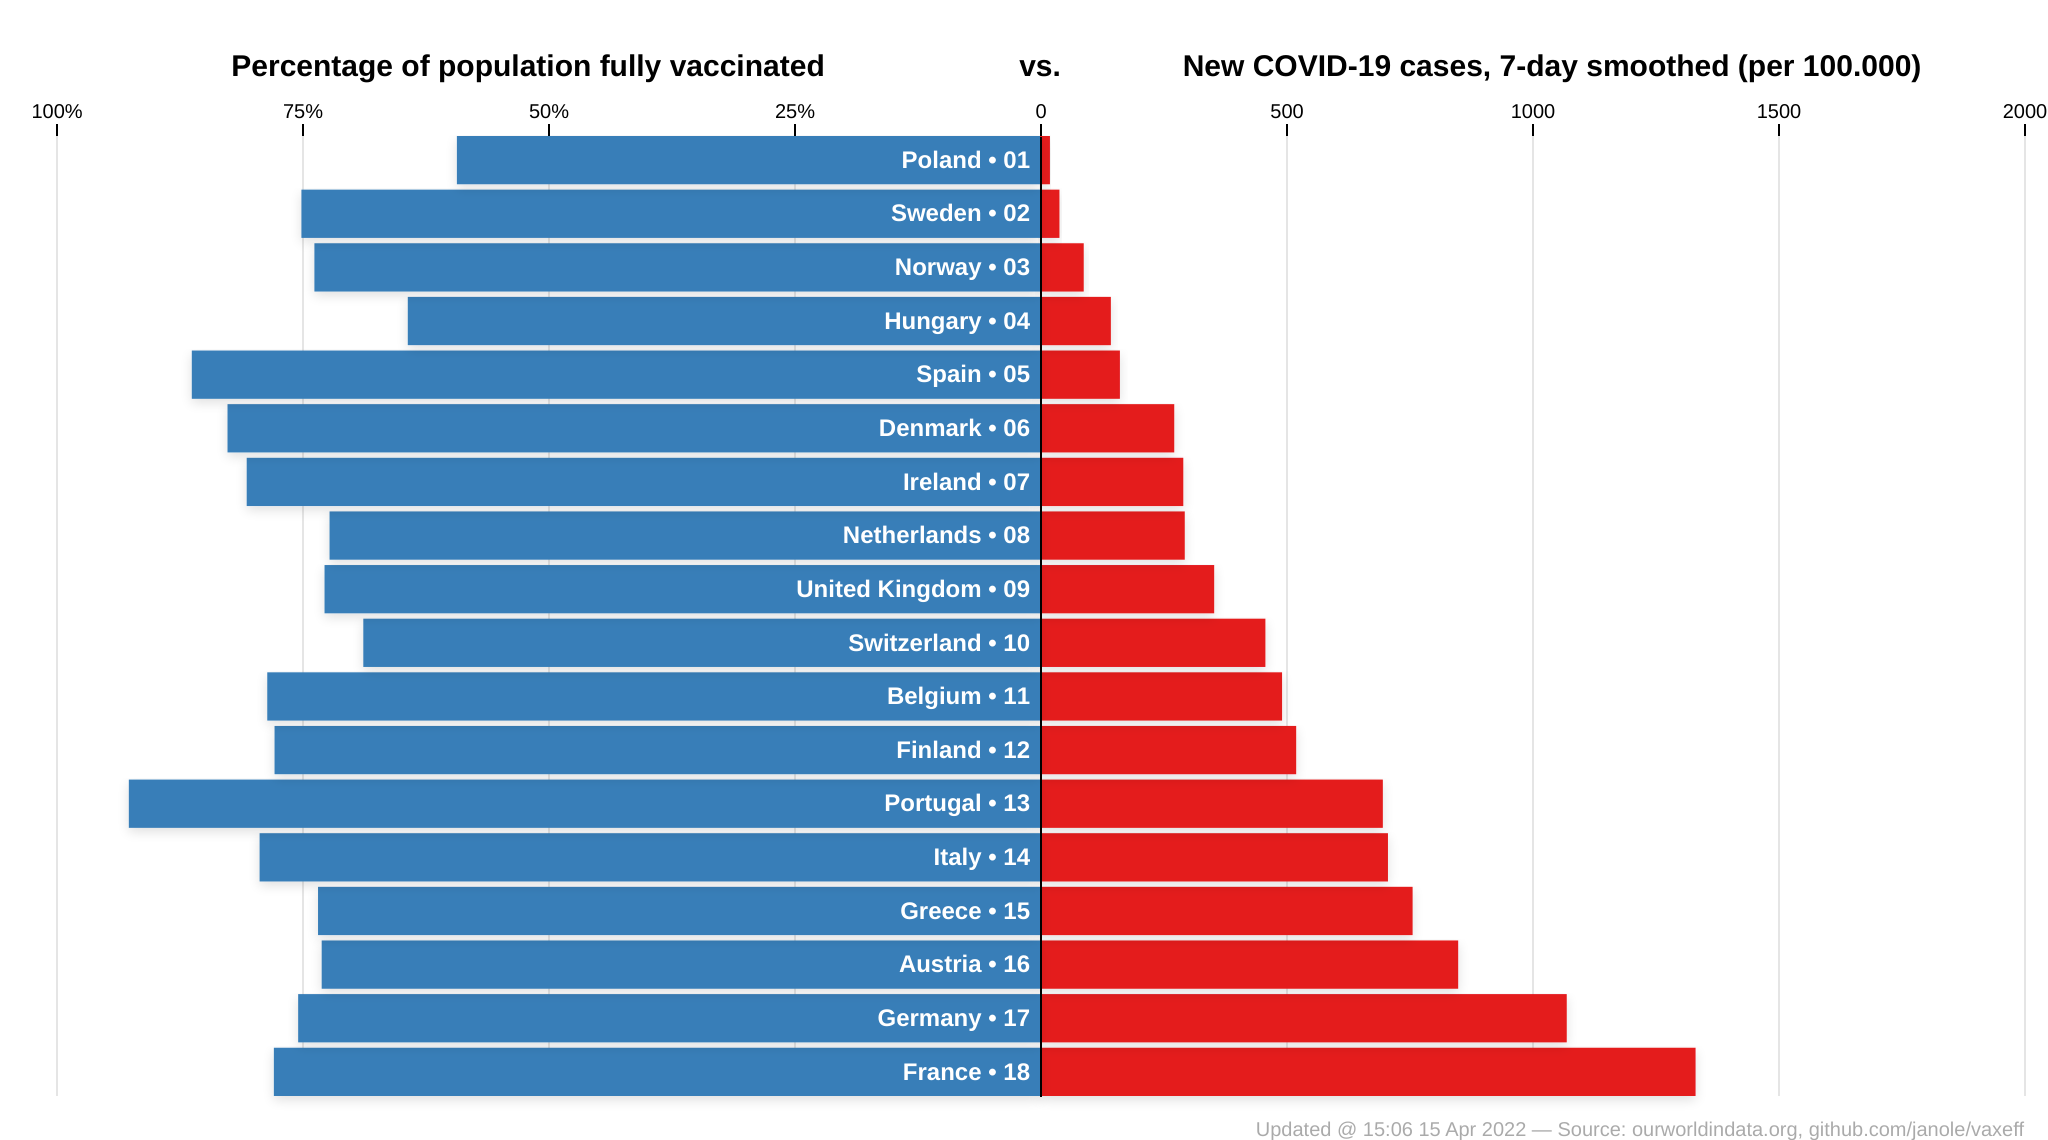 Percentage of population fully vaccinated vs. New COVID-19 cases, 7-day smoothed (per 100.000)
100% 75% 50% 25% 0 500 1000 1500 2000
Poland • 01
Sweden • 02
Norway • 03
Hungary • 04
Spain • 05
Denmark • 06
Ireland • 07
Netherlands • 08
United Kingdom • 09
Switzerland • 10
Belgium • 11
Finland • 12
Portugal • 13
Italy • 14
Greece • 15
Austria • 16
Germany • 17
France • 18
Updated @ 15:06 15 Apr 2022 — Source: ourworldindata.org, github.com/janole/vaxeff